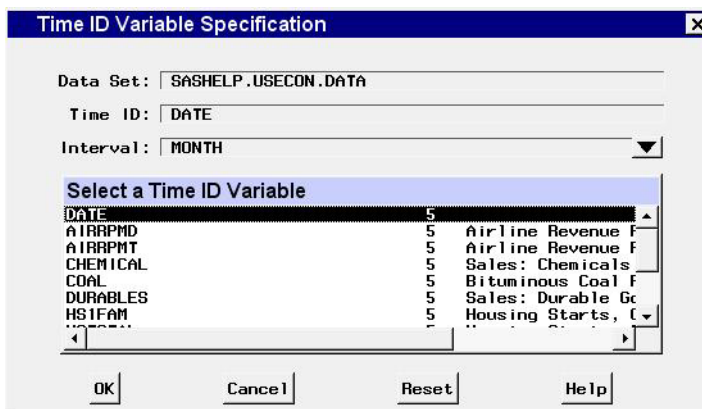 Time ID Variable Specification
Data Set: SASHELP.USECON.DATA
Time ID: DATE
Interval: MONTH
Select a Time ID Variable
DATE 5
AIRRPMD 5 Airline Revenue
AIRRPMT 5 Airline Revenue
CHEMICAL 5 Sales: Chemicals
COAL 5 Bituminous Coal
DURABLES 5 Sales: Durable
HS1FAM 5 Housing Starts,
OK Cancel Reset Help